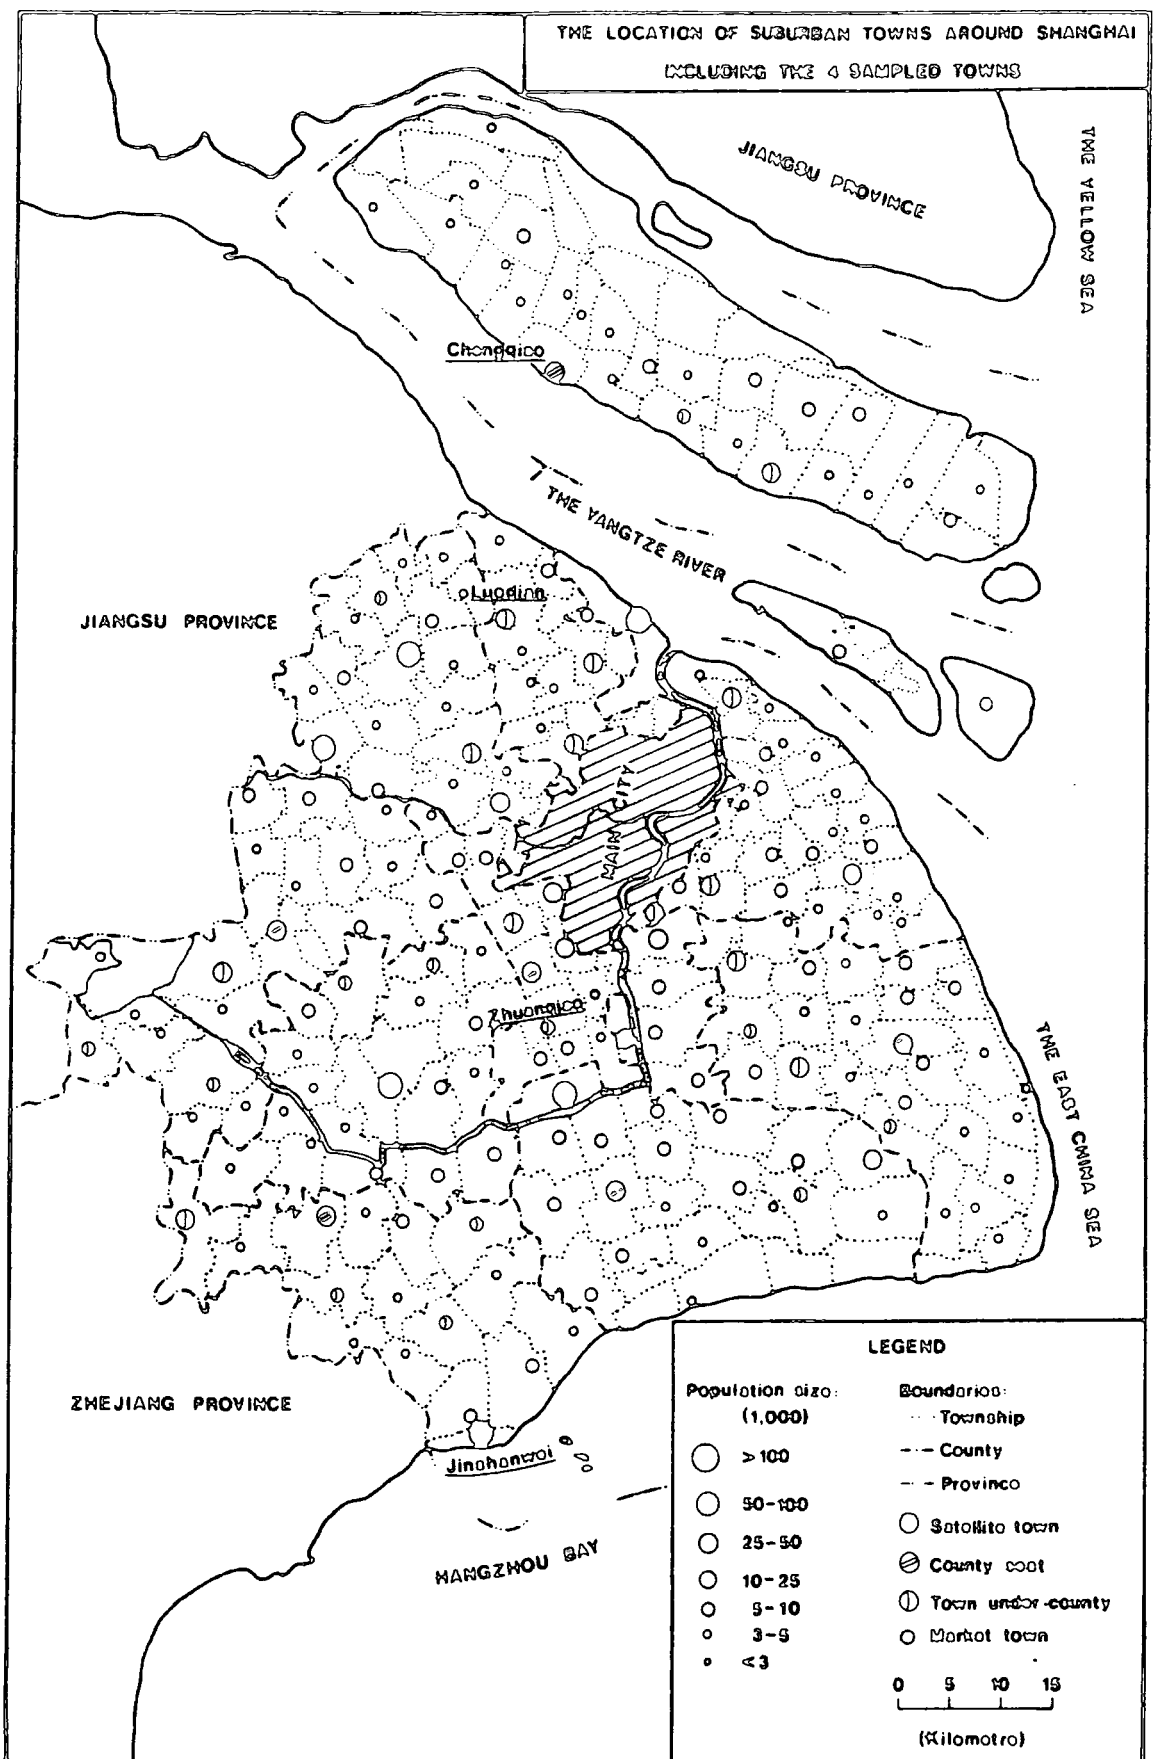 THE LOCATION OF SUBURBAN TOWNS AROUND SHANGHAI
INCLUDING THE 4 SAMPLED TOWNS
JIANGSU PROVINCE
THE YELLOW SEA
Chongqiao
THE YANGTZE RIVER
Luodian
JIANGSU PROVINCE
MAIN CITY
Zhuanqiao
THE EAST CHINA SEA
ZHEJIANG PROVINCE
Jinshanwei
HANGZHOU BAY
LEGEND
Population size:
(1,000)
>100
50-100
25-50
10-25
5-10
3-5
<3
Boundaries:
Township
County
Province
Satellite town
County seat
Town under-county
Market town
0 5 10 15
(Kilometre)